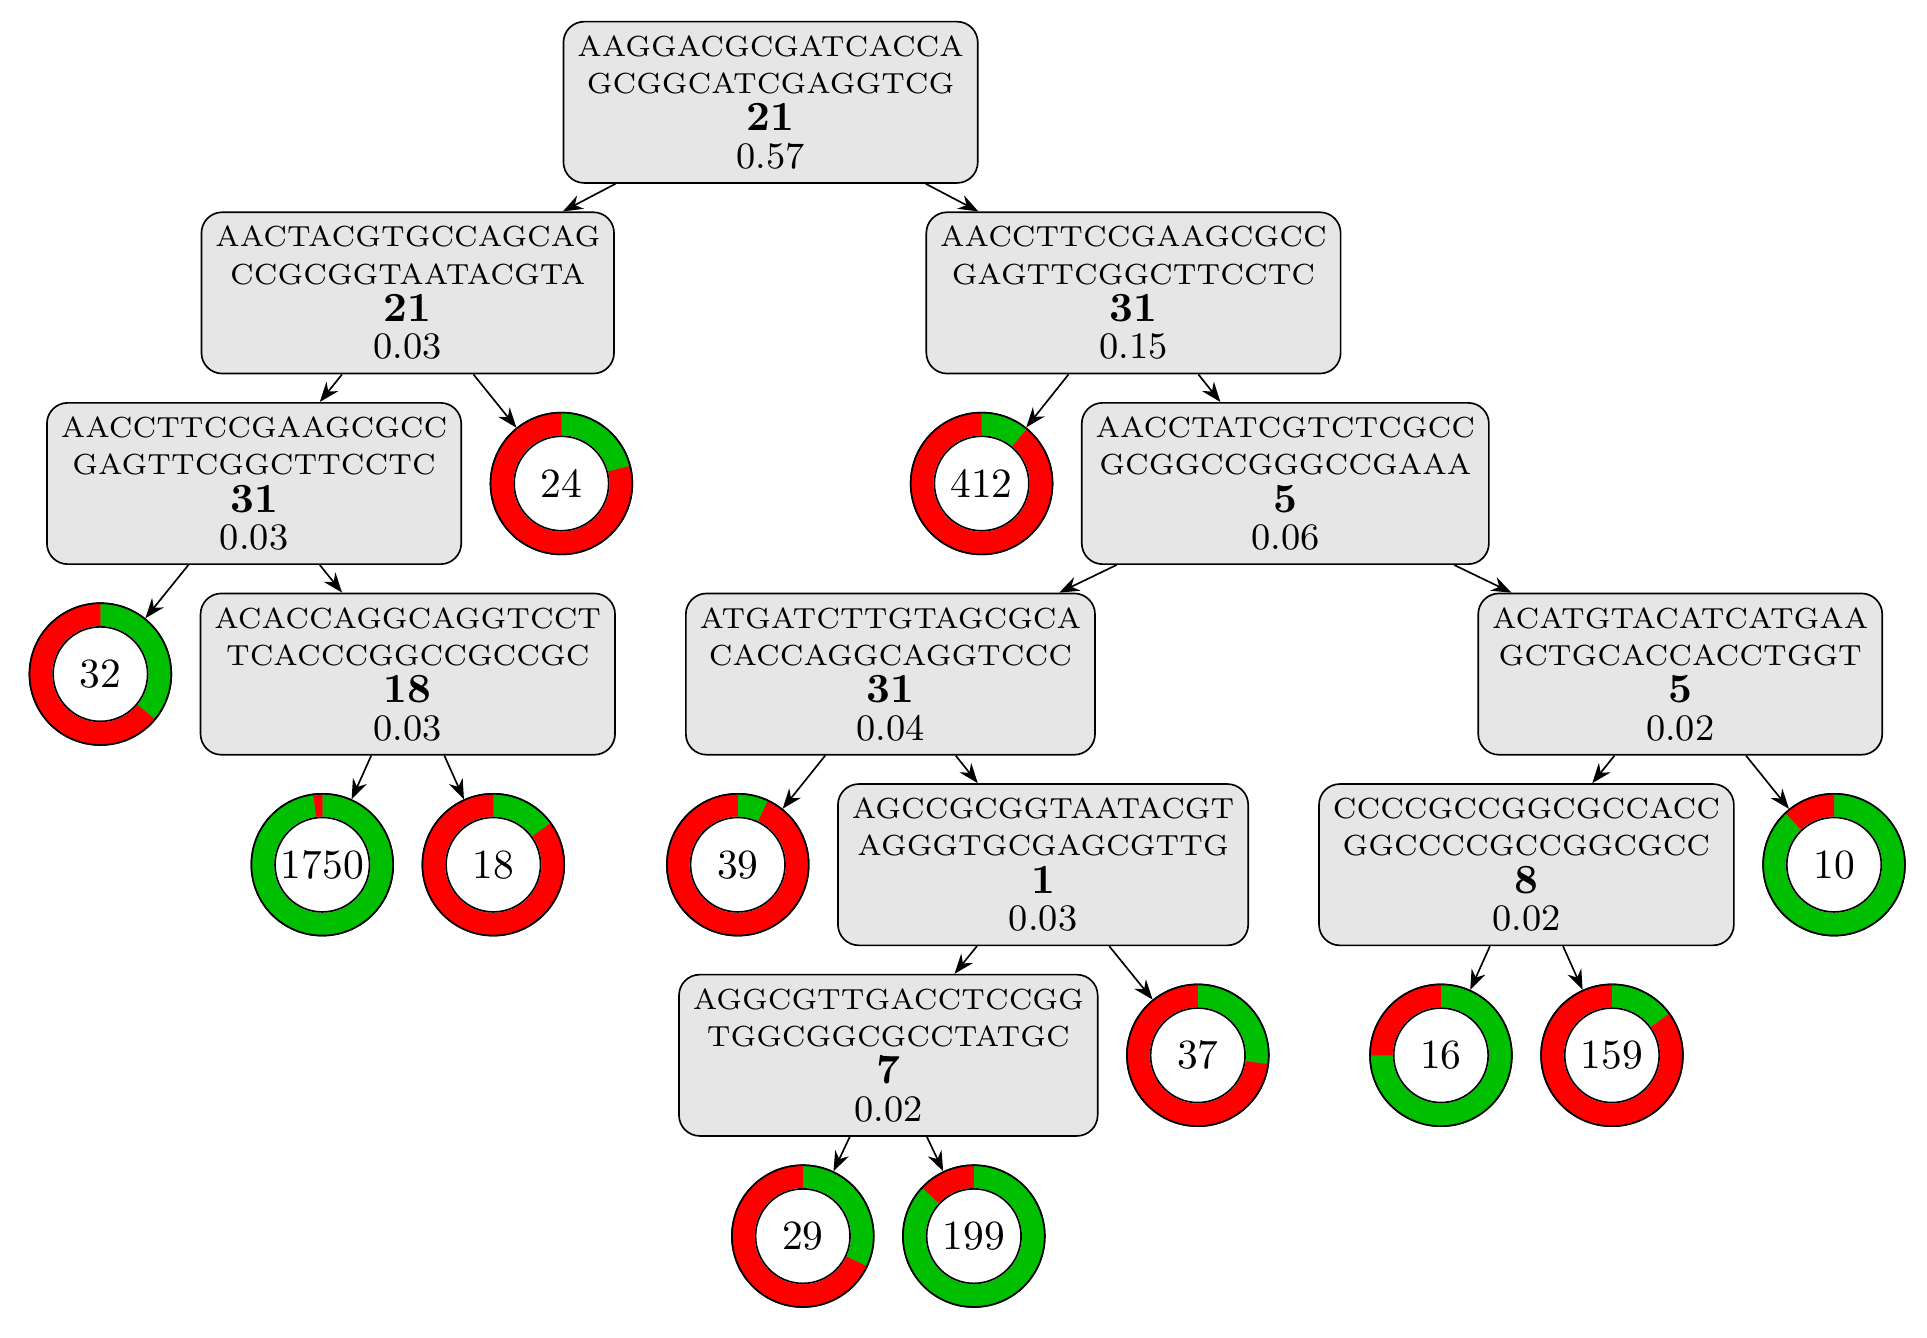 AAGGACGCGATCACCA
GCGGCATCGAGGTCG
21
0.57
AACTACGTGCCAGCAG
CCGCGGTAATACGTA
21
0.03
AACCTTCCGAAGCGCC
GAGTTCGGCTTCCTC
31
0.15
AACCTTCCGAAGCGCC
GAGTTCGGCTTCCTC
31
0.03
24
412
AACCTATCGTCTCGCC
GCGGCCGGGCCGAAA
5
0.06
32
ACACCAGGCAGGTCCT
TCACCCGGCCGCCGC
18
0.03
ATGATCTTGTAGCGCA
CACCAGGCAGGTCCC
31
0.04
ACATGTACATCATGAA
GCTGCACCACCTGGT
5
0.02
1750
18
39
AGCCGCGGTAATACGT
AGGGTGCGAGCGTTG
1
0.03
CCCCGCCGGCGCCACC
GGCCCCGCCGGCGCC
8
0.02
10
AGGCGTTGACCTCCGG
TGGCGGCGCCTATGC
7
0.02
37
16
159
29
199